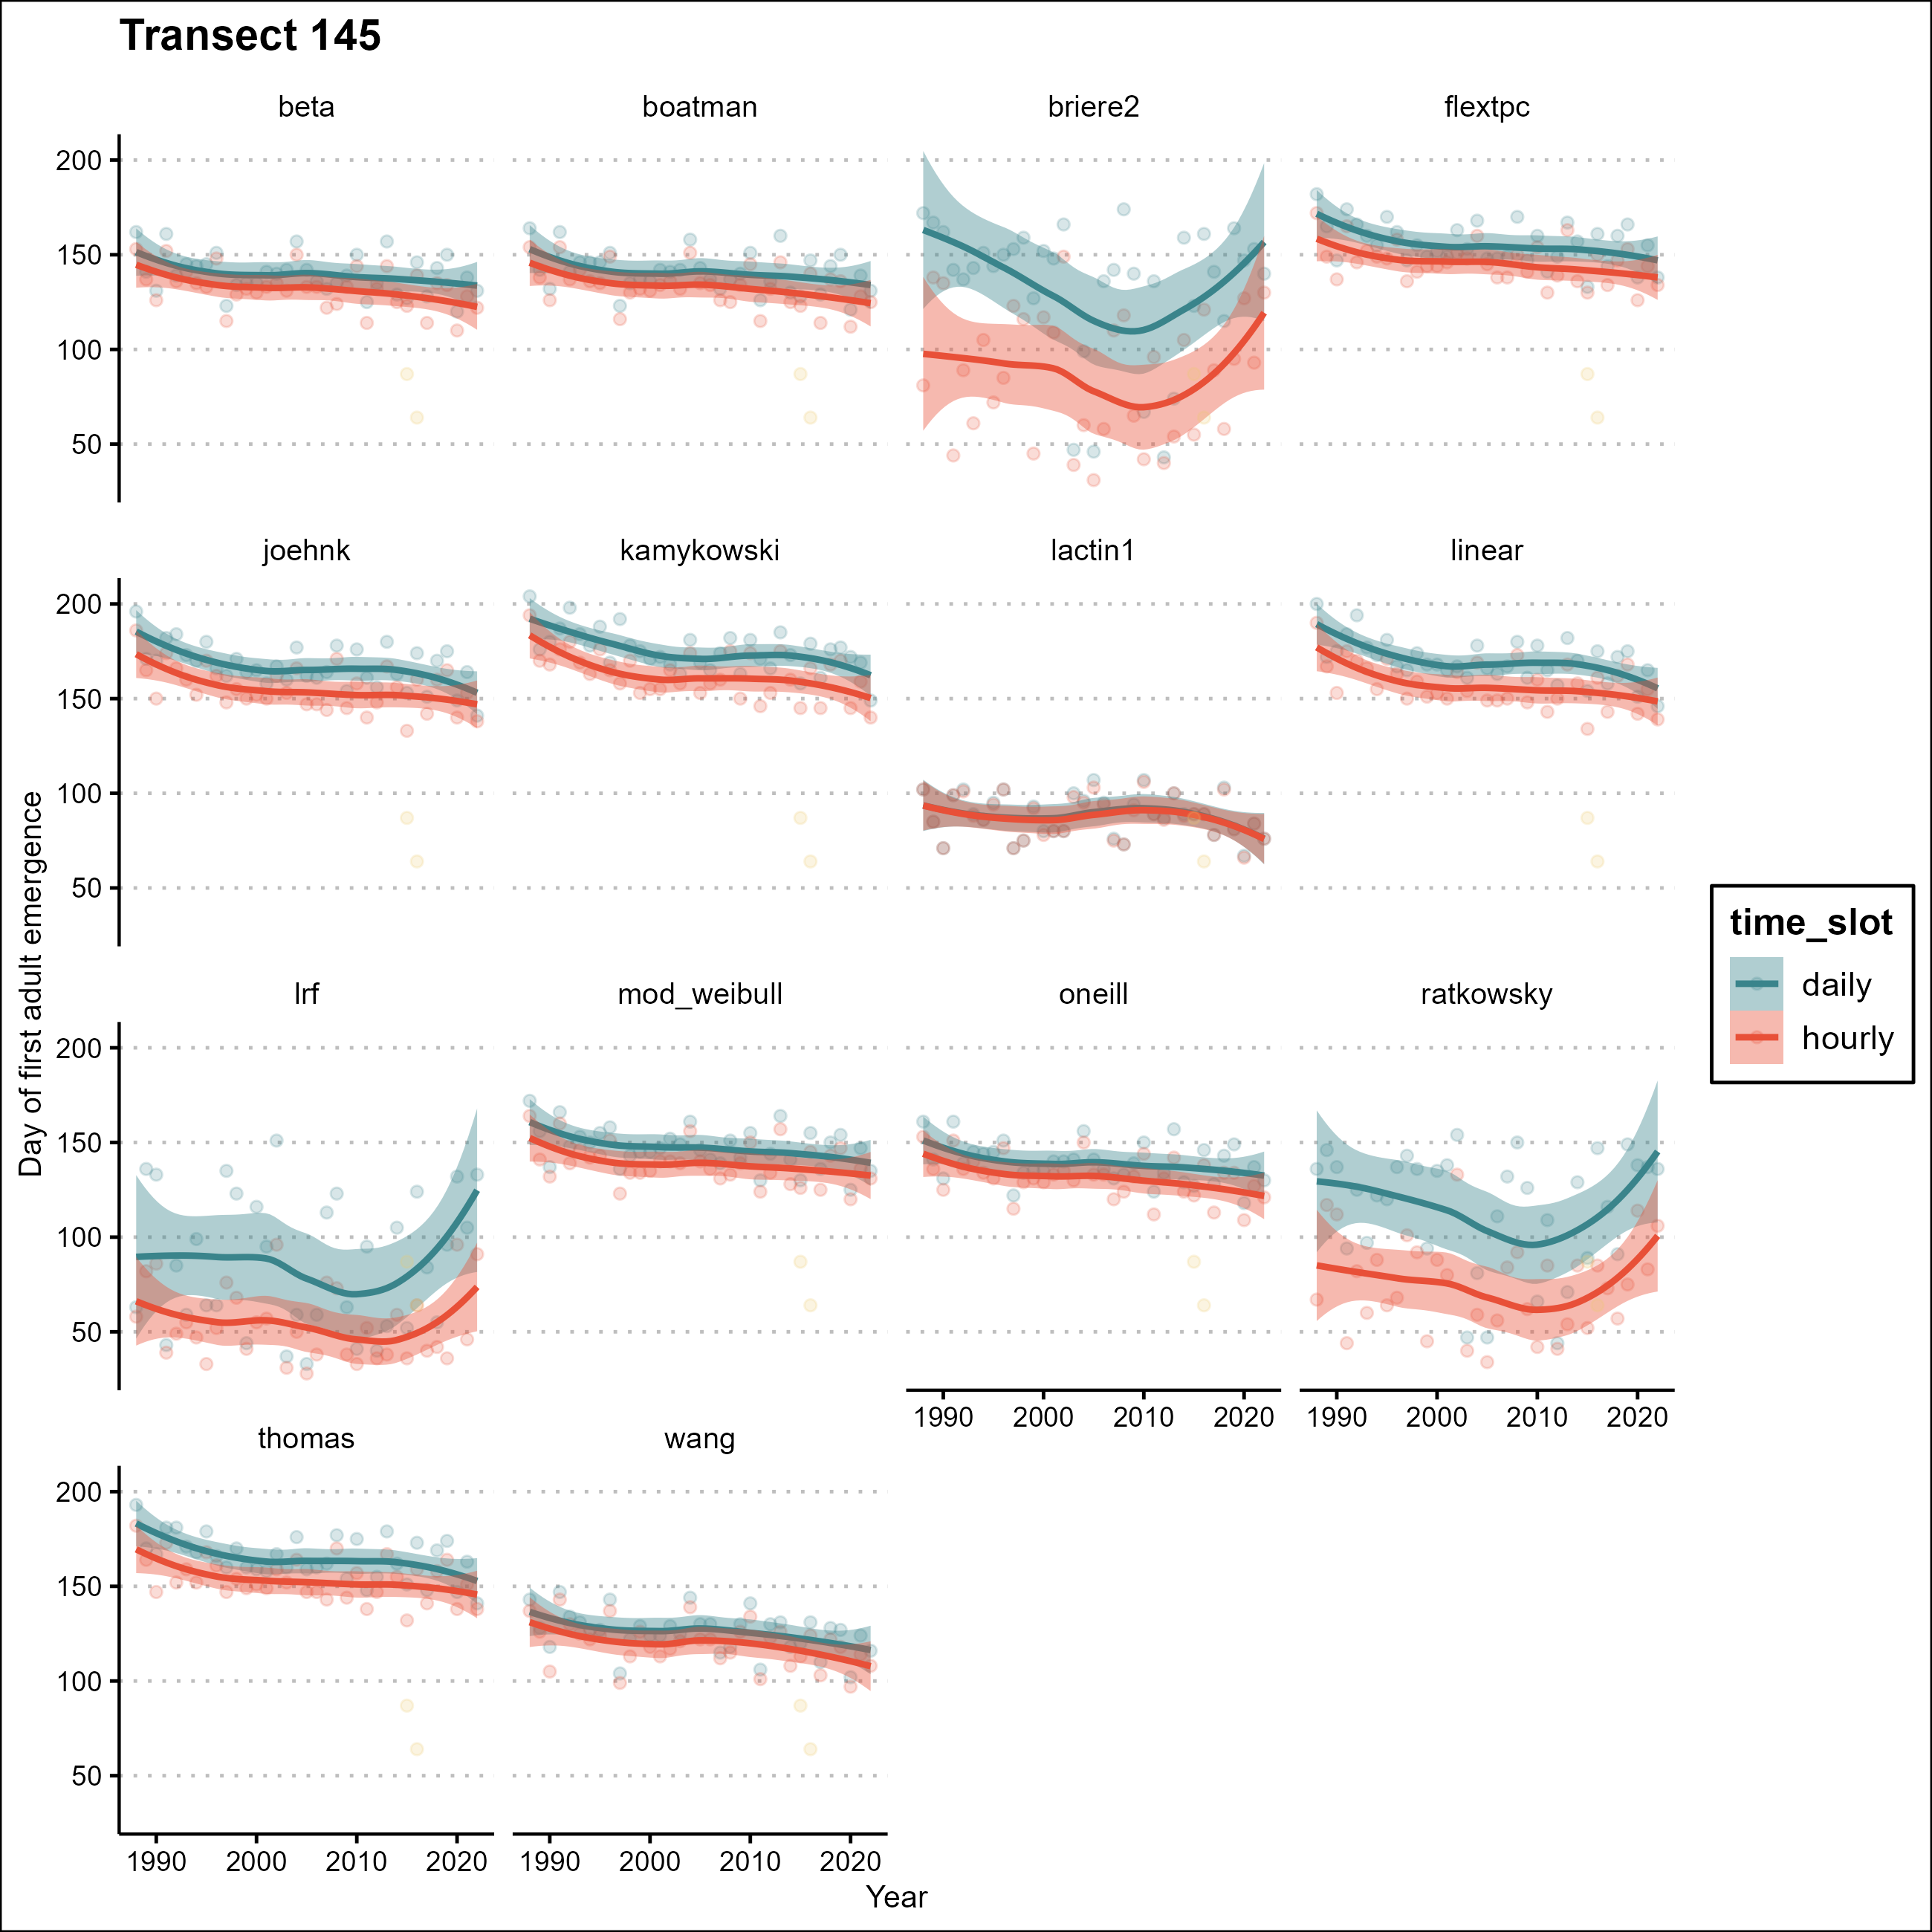 Transect 145
beta boatman briere2 flextpc
200
150
100
50
joehnk kamykowski lactin1 linear
200
150
100
50
Day of first adult emergence
time_slot
daily
hourly
lrf mod_weibull oneill ratkowsky
200
150
100
50
1990 2000 2010 2020 1990 2000 2010 2020
thomas wang
200
150
100
50
1990 2000 2010 2020 1990 2000 2010 2020
Year